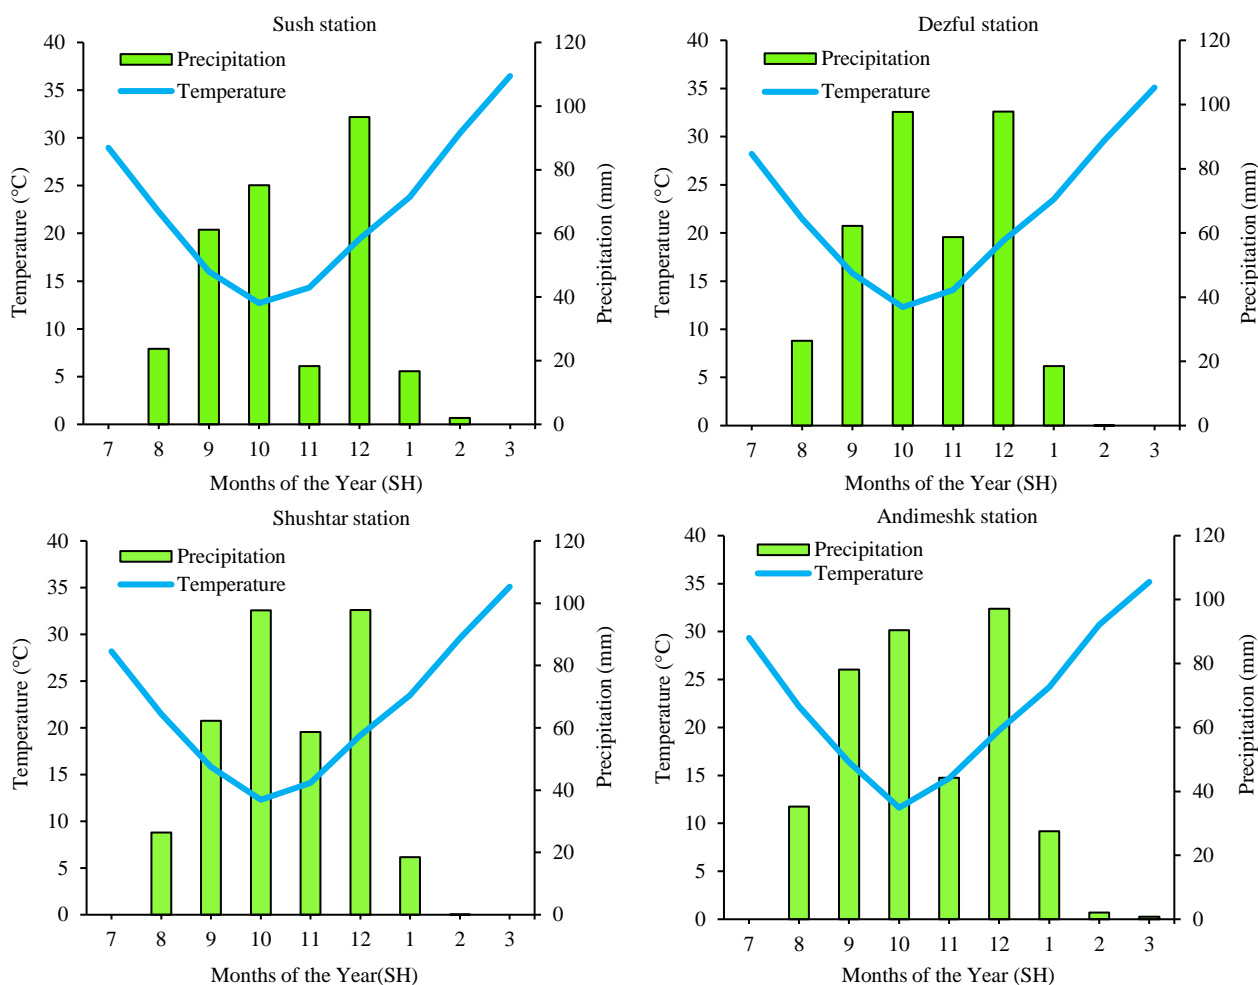 Sush station
Precipitation
Temperature
40
35
30
25
20
15
10
5
0
120
100
80
60
40
20
0
Temperature (°C)
Precipitation (mm)
7 8 9 10 11 12 1 2 3
Months of the Year (SH)
Dezful station
Precipitation
Temperature
40
35
30
25
20
15
10
5
0
120
100
80
60
40
20
0
Temperature (°C)
Precipitation (mm)
7 8 9 10 11 12 1 2 3
Months of the Year (SH)
Shushtar station
Precipitation
Temperature
40
35
30
25
20
15
10
5
0
120
100
80
60
40
20
0
Temperature (°C)
Precipitation (mm)
7 8 9 10 11 12 1 2 3
Months of the Year(SH)
Andimeshk station
Precipitation
Temperature
40
35
30
25
20
15
10
5
0
120
100
80
60
40
20
0
Temperature (°C)
Precipitation (mm)
7 8 9 10 11 12 1 2 3
Months of the Year (SH)